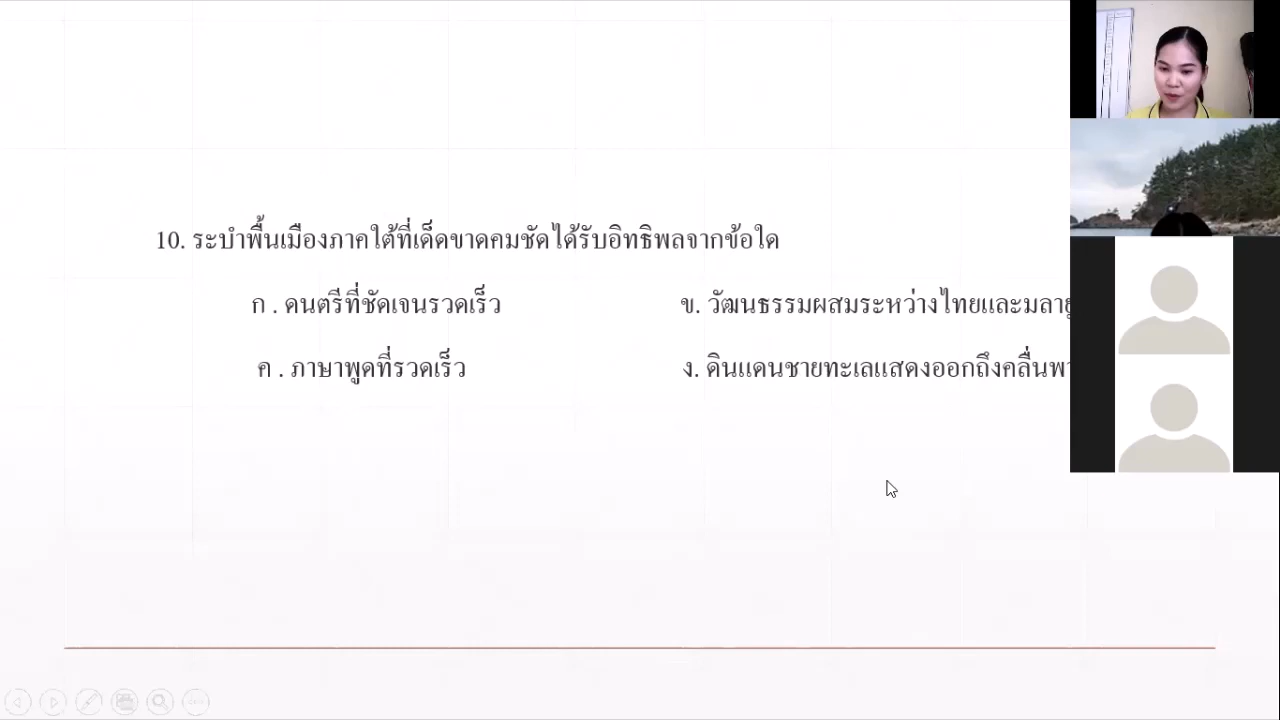 10. ระบำพื้นเมืองภาคใต้ที่เด็ดขาดคมชัดได้รับอิทธิพลจากข้อใด
ก . ดนตรีที่ชัดเจนรวดเร็ว ข. วัฒนธรรมผสมระหว่างไทยและมลายู
ค . ภาษาพูดที่รวดเร็ว ง. ดินแดนชายทะเลแสดงออกถึงคลื่น